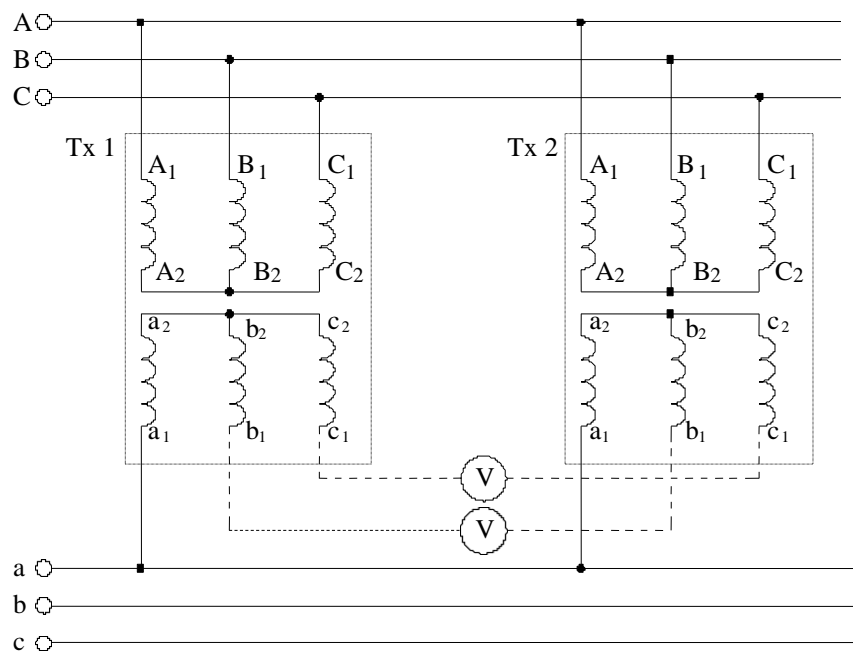 A
B
C
Tx 1
Tx 2
A₁ B₁ C₁
A₁ B₁ C₁
A₂ B₂ C₂
A₂ B₂ C₂
a₂ b₂ c₂
a₂ b₂ c₂
a₁ b₁ c₁
a₁ b₁ c₁
V
V
a
b
c